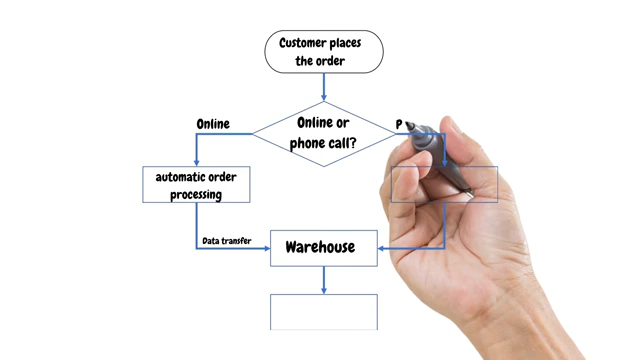 Customer places
the order
Online or
phone call?
Online
P
automatic order
processing
Data transfer
Warehouse